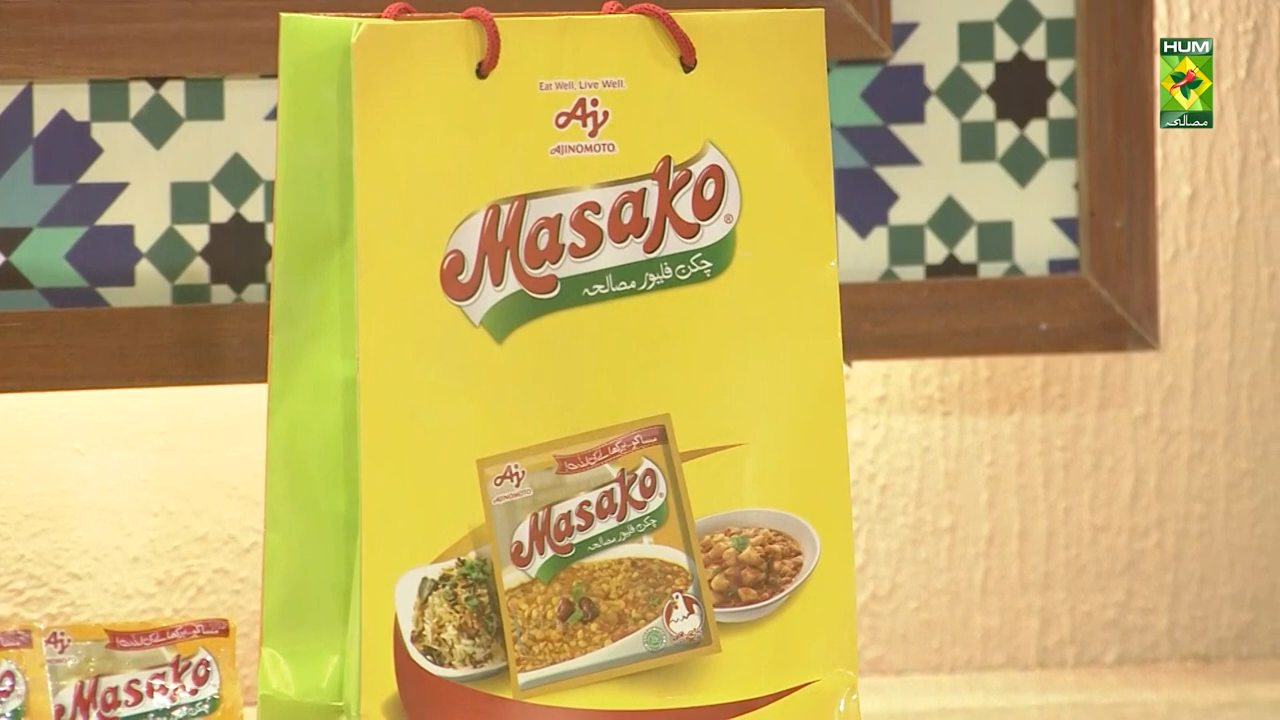 HUM
مصالحہ
Eat Well, Live Well.
Aj
AJINOMOTO
Masako®
چکن فلیور مصالحہ
Aj
AJINOMOTO
Masako
چکن فلیور مصالحہ
Aj
Masako